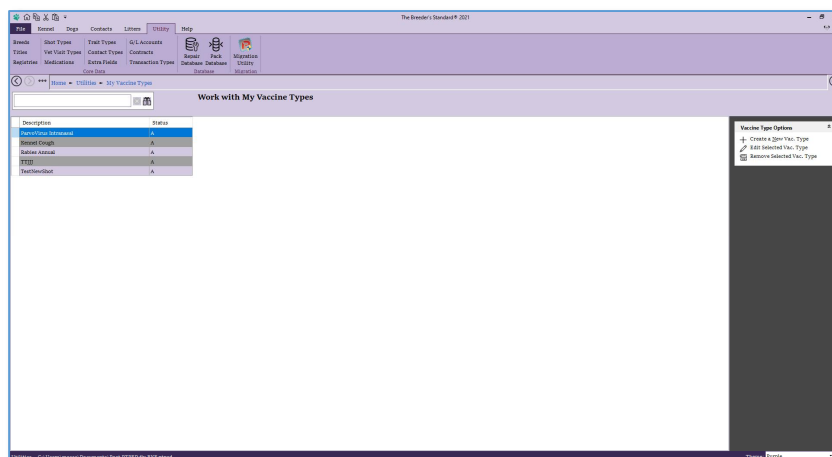 The Breeder's Standard® 2021
File Kennel Dogs Contacts Litters Utility Help
Breeds Shot Types Trait Types G/L Accounts
Titles Vet Visit Types Contact Types Contracts
Registries Medications Extra Fields Transaction Types
Repair Database
Pack Database
Migration Utility
Core Data Database Migration
Home Utilities My Vaccine Types
Work with My Vaccine Types
Description Status
ParvoVirus Intranasal A
Kennel Cough A
Rabies Annual A
A
TestNewShot A
Vaccine Type Options
Create a New Vac. Type
Edit Selected Vac. Type
Remove Selected Vac. Type
Theme Purple